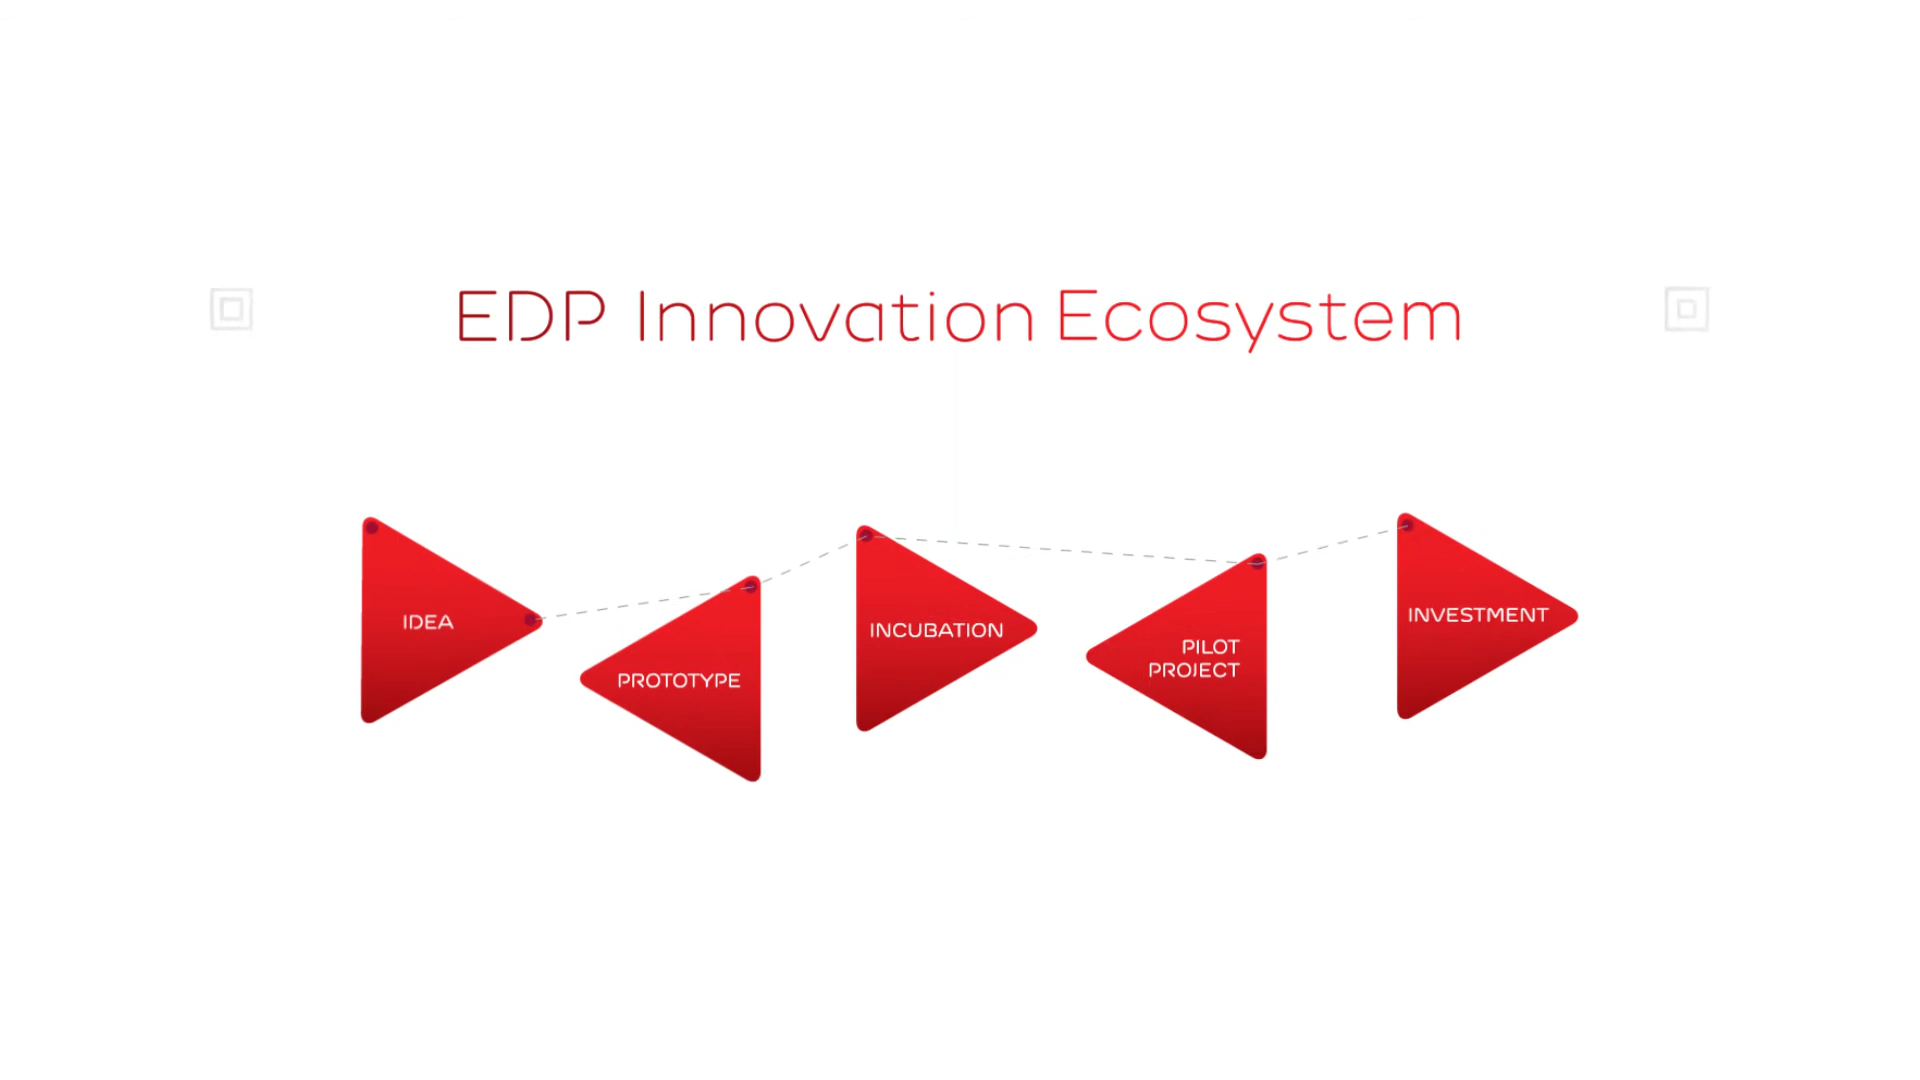 EDP Innovation Ecosystem
IDEA
PROTOTYPE
INCUBATION
PILOT
PROJECT
INVESTMENT